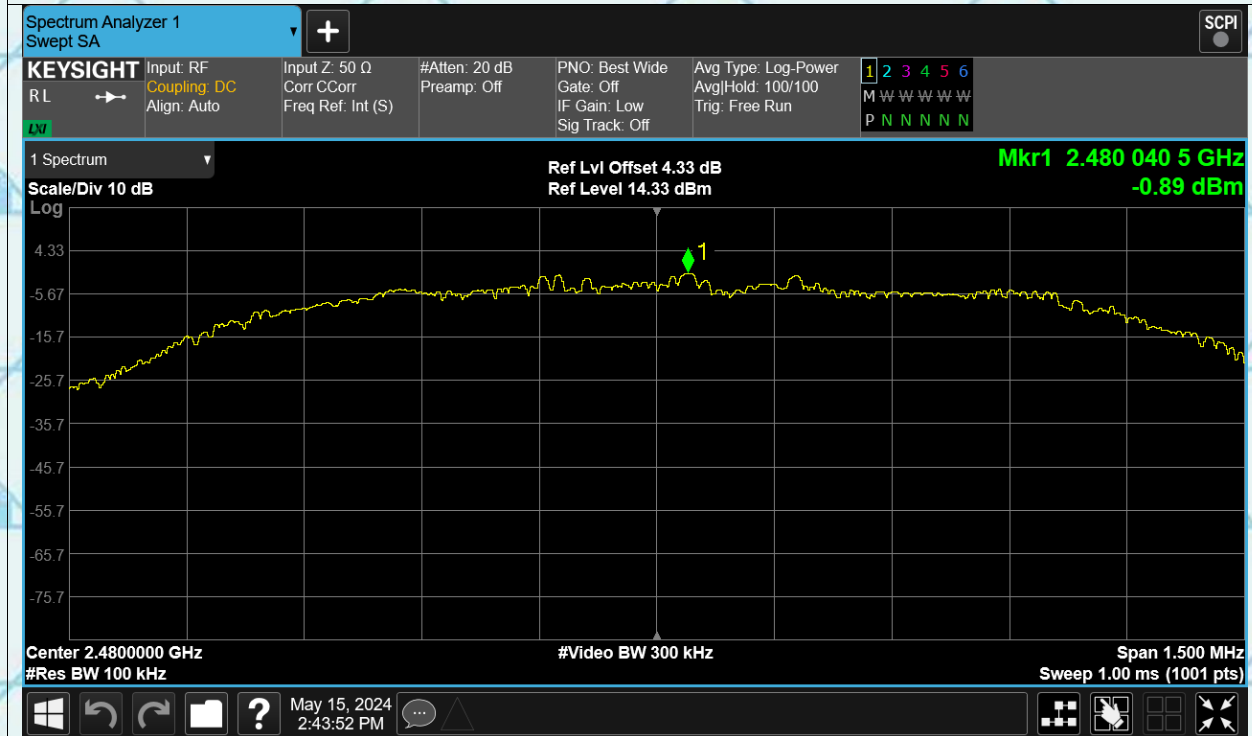 Spectrum Analyzer 1
Swept SA
▼
+
SCPI
KEYSIGHT
R L
LXI
Input: RF
Coupling: DC
Align: Auto
Input Z: 50 Ω
Corr CCorr
Freq Ref: Int (S)
#Atten: 20 dB
Preamp: Off
PNO: Best Wide
Gate: Off
IF Gain: Low
Sig Track: Off
Avg Type: Log-Power
Avg|Hold: 100/100
Trig: Free Run
1 2 3 4 5 6
M W W W W W
P N N N N N
1 Spectrum ▼
Scale/Div 10 dB
Log
Ref Lvl Offset 4.33 dB
Ref Level 14.33 dBm
Mkr1 2.480 040 5 GHz
-0.89 dBm
1
4.33
-5.67
-15.7
-25.7
-35.7
-45.7
-55.7
-65.7
-75.7
Center 2.4800000 GHz
#Res BW 100 kHz
#Video BW 300 kHz
Span 1.500 MHz
Sweep 1.00 ms (1001 pts)
?
May 15, 2024
2:43:52 PM